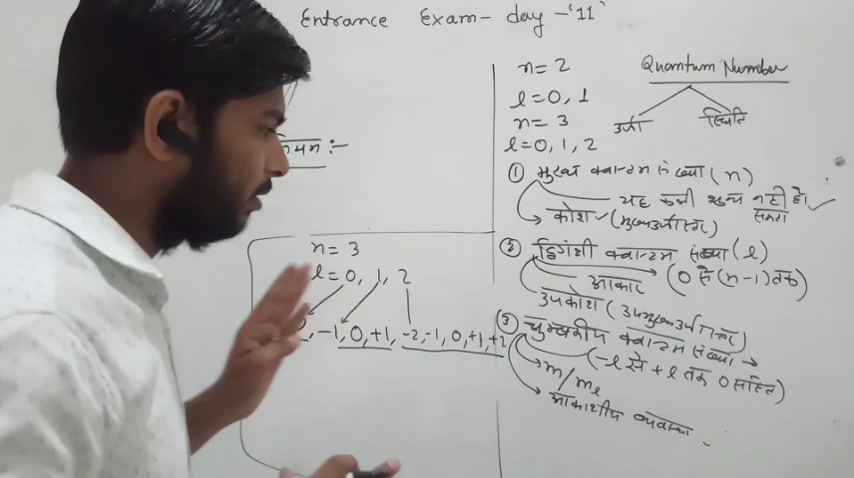 Entrance Exam- day -'11'
n= 2
l=0, 1
n= 3
l=0, 1, 2
Quantum Number
ऊर्जा स्थिति
① मुख्य क्वान्टम संख्या (n)
यह कभी शून्य नहीं हो सकता
कोश (मुख्यऊर्जास्तर)
② द्विगंशी क्वान्टम संख्या (l)
(0 से (n-1) तक)
आकार
उपकोश (उपमुख्यऊर्जास्तर)
③ चुम्बकीय क्वान्टम संख्या →
(-l से +l तक 0 सहित)
m/mₗ
आकाशीय व्यवस्था
n= 3
l=0, 1, 2
, -1, 0, +1, -2, -1, 0, +1, +2